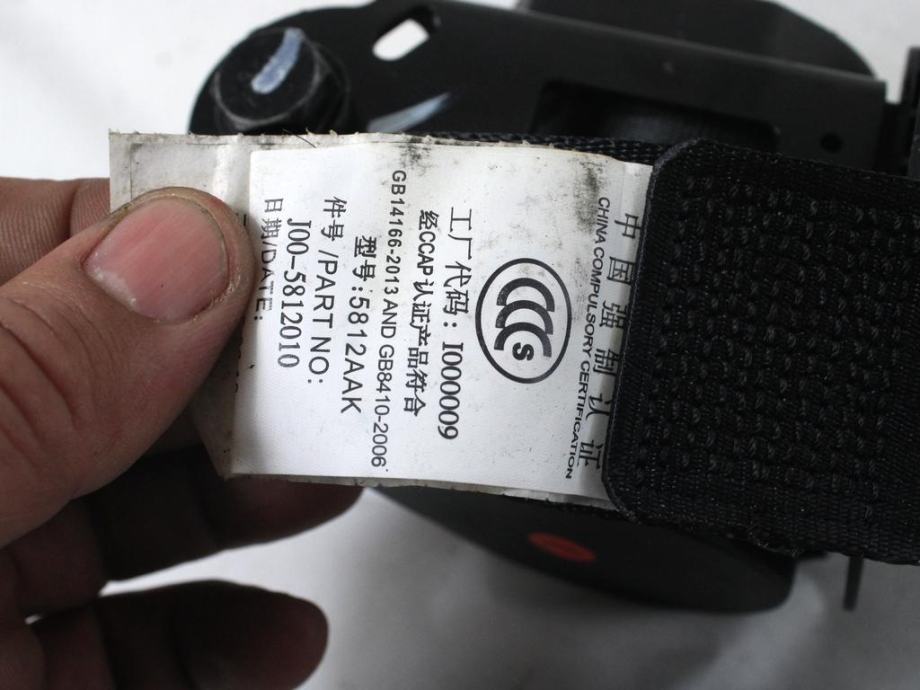 中国强制认证
CHINA COMPULSORY CERTIFICATION
CCCS
工厂代码：I000009
经CCAP认证产品符合
GB14166-2013 AND GB8410-2006
型号:5812AAK
件号/PART NO:
J00-5812010
日期/DATE: